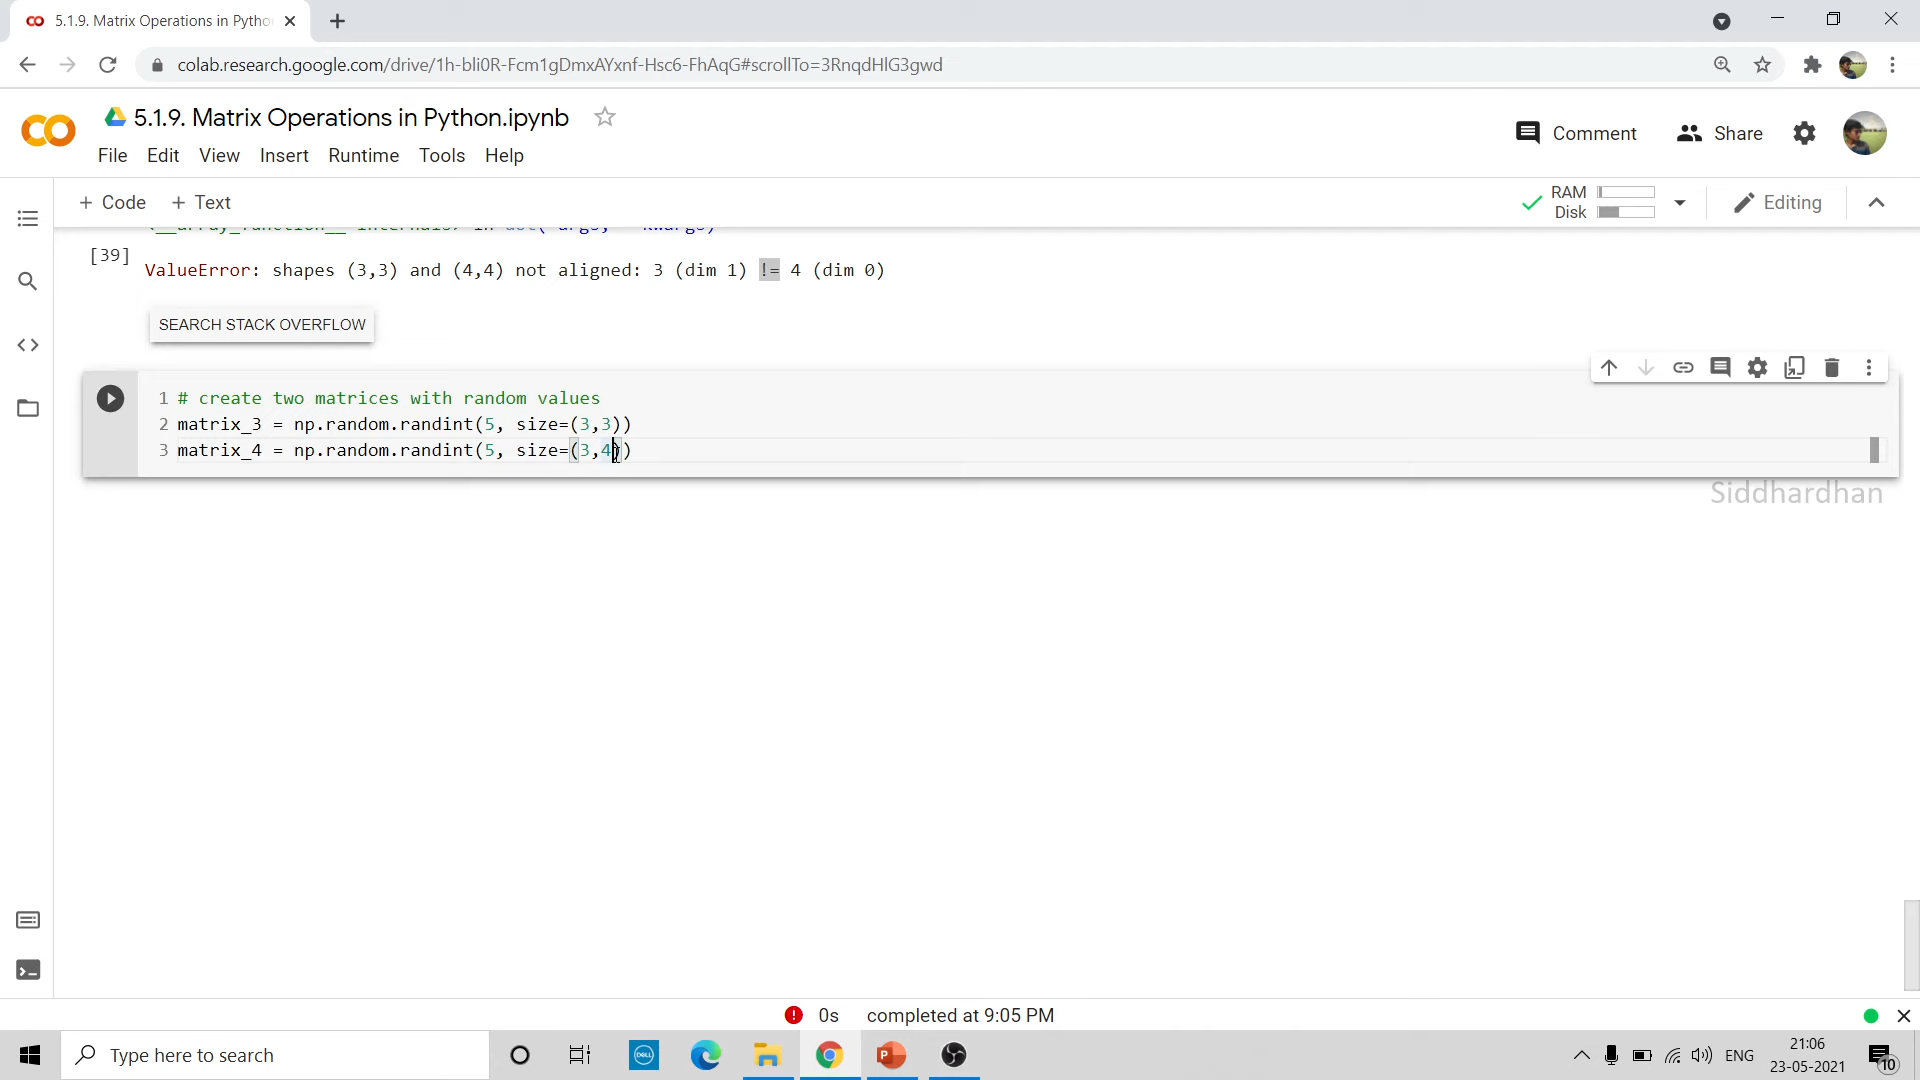 5.1.9. Matrix Operations in Pytho
colab.research.google.com/drive/1h-bli0R-Fcm1gDmxAYxnf-Hsc6-FhAqG#scrollTo=3RnqdHlG3gwd
5.1.9. Matrix Operations in Python.ipynb
Comment
Share
File Edit View Insert Runtime Tools Help
+ Code + Text
RAM
Disk
Editing
[39]
ValueError: shapes (3,3) and (4,4) not aligned: 3 (dim 1) != 4 (dim 0)
SEARCH STACK OVERFLOW
1 # create two matrices with random values
2 matrix_3 = np.random.randint(5, size=(3,3))
3 matrix_4 = np.random.randint(5, size=(3,4))
Siddhardhan
0s completed at 9:05 PM
Type here to search
DELL
ENG
21:06
23-05-2021
10